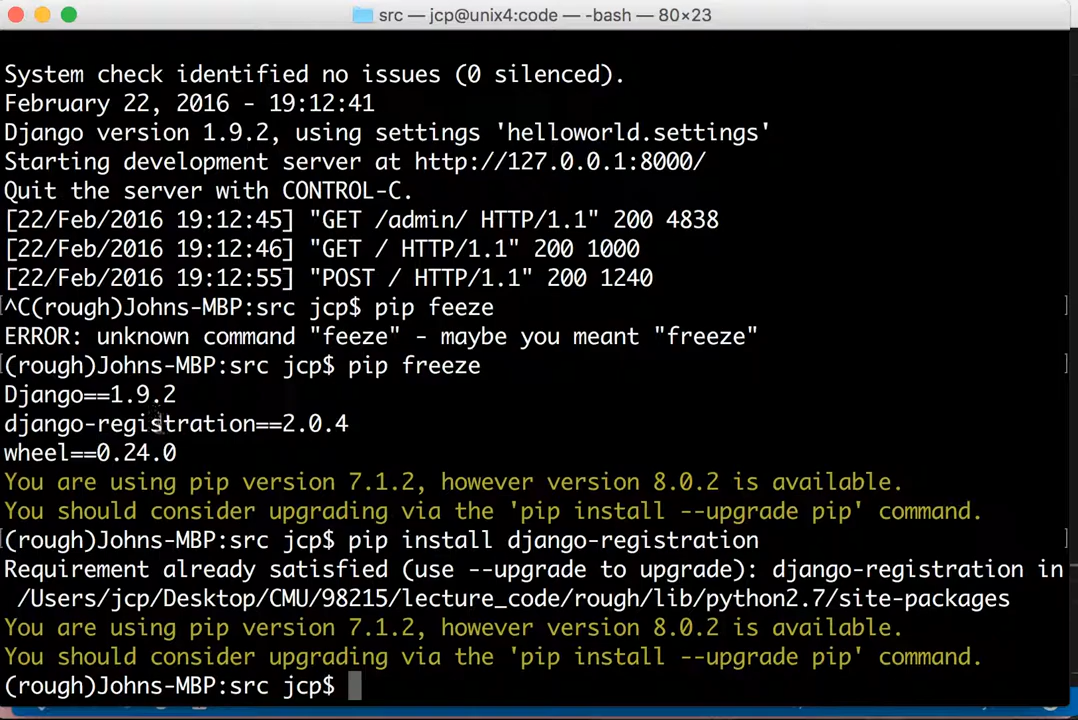 src — jcp@unix4:code — -bash — 80×23
System check identified no issues (0 silenced).
February 22, 2016 - 19:12:41
Django version 1.9.2, using settings 'helloworld.settings'
Starting development server at http://127.0.0.1:8000/
Quit the server with CONTROL-C.
[22/Feb/2016 19:12:45] "GET /admin/ HTTP/1.1" 200 4838
[22/Feb/2016 19:12:46] "GET / HTTP/1.1" 200 1000
[22/Feb/2016 19:12:55] "POST / HTTP/1.1" 200 1240
^C(rough)Johns-MBP:src jcp$ pip feeze
ERROR: unknown command "feeze" - maybe you meant "freeze"
(rough)Johns-MBP:src jcp$ pip freeze
Django==1.9.2
django-registration==2.0.4
wheel==0.24.0
You are using pip version 7.1.2, however version 8.0.2 is available.
You should consider upgrading via the 'pip install --upgrade pip' command.
(rough)Johns-MBP:src jcp$ pip install django-registration
Requirement already satisfied (use --upgrade to upgrade): django-registration in
/Users/jcp/Desktop/CMU/98215/lecture_code/rough/lib/python2.7/site-packages
You are using pip version 7.1.2, however version 8.0.2 is available.
You should consider upgrading via the 'pip install --upgrade pip' command.
(rough)Johns-MBP:src jcp$